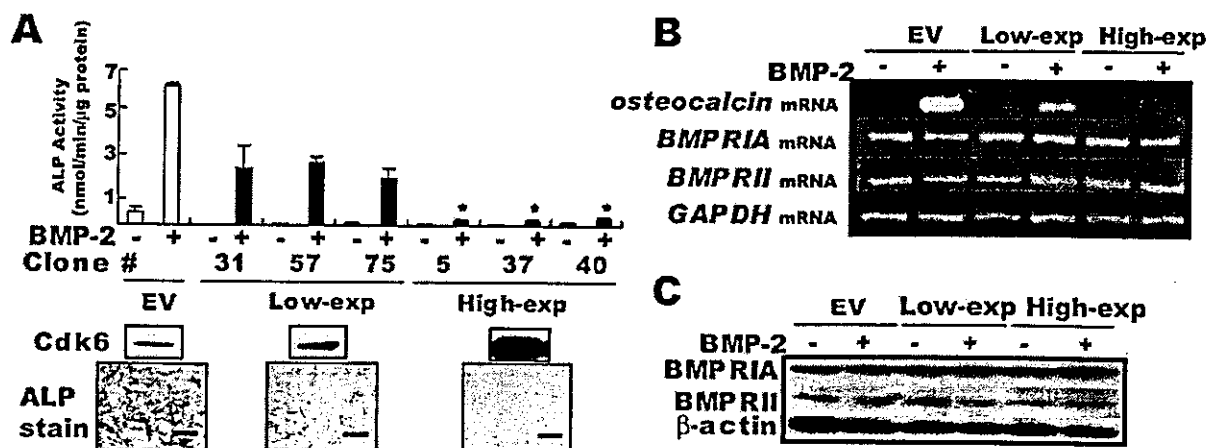 A
ALP Activity
(nmol/min/µg protein)
7
5
3
1
BMP-2 - + - + - + - + - + - + - +
Clone # 31 57 75 5 37 40
* * *
EV Low-exp High-exp
Cdk6
ALP
stain
B
EV Low-exp High-exp
BMP-2 - + - + - +
osteocalcin mRNA
BMPRIA mRNA
BMPRII mRNA
GAPDH mRNA
C
EV Low-exp High-exp
BMP-2 - + - + - +
BMPRIA
BMPRII
β-actin